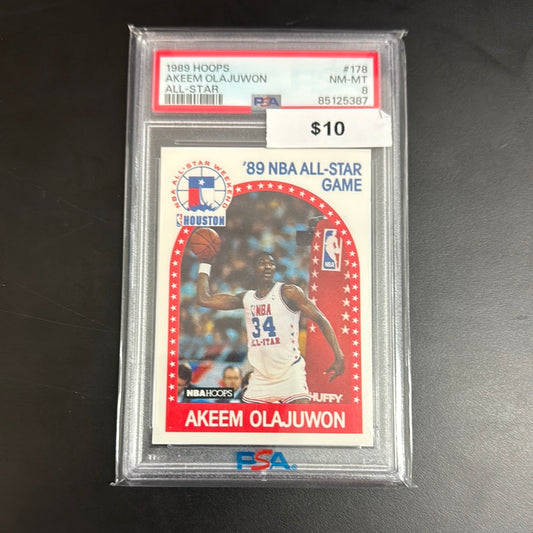 1989 HOOPS #178
AKEEM OLAJUWON NM-MT
ALL-STAR 8
PSA 85125387
$10
NBA ALL-STAR WEEKEND
HOUSTON
'89 NBA ALL-STAR
GAME
NBA
NBA
34
ALL-STAR
NBA HOOPS
HUFFY
AKEEM OLAJUWON
PSA